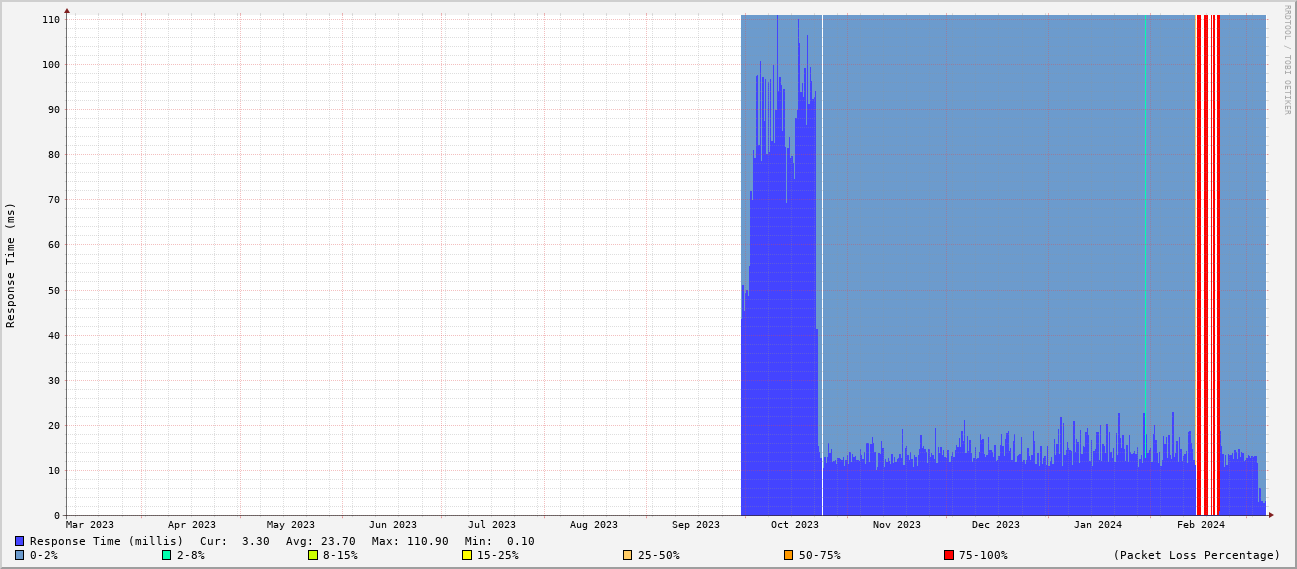 RRDTOOL / TOBI OETIKER
Response Time (ms)
110
100
90
80
70
60
50
40
30
20
10
0
Mar 2023 Apr 2023 May 2023 Jun 2023 Jul 2023 Aug 2023 Sep 2023 Oct 2023 Nov 2023 Dec 2023 Jan 2024 Feb 2024
Response Time (millis) Cur: 3.30 Avg: 23.70 Max: 110.90 Min: 0.10
0-2% 2-8% 8-15% 15-25% 25-50% 50-75% 75-100% (Packet Loss Percentage)